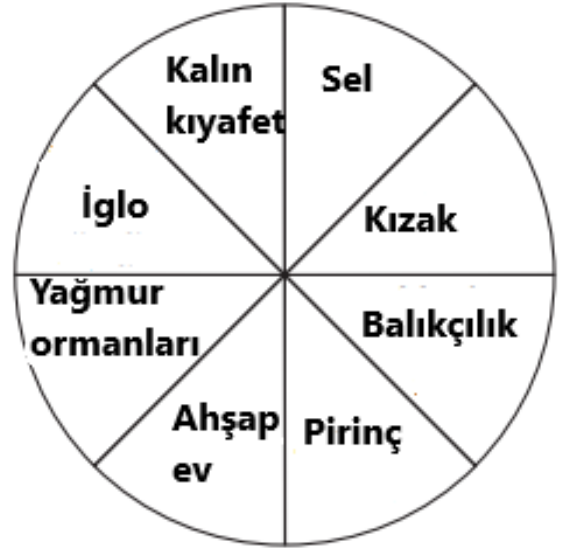 Kalın
kıyafet
Sel
İglo
Kızak
Yağmur
ormanları
Balıkçılık
Ahşap
ev
Pirinç